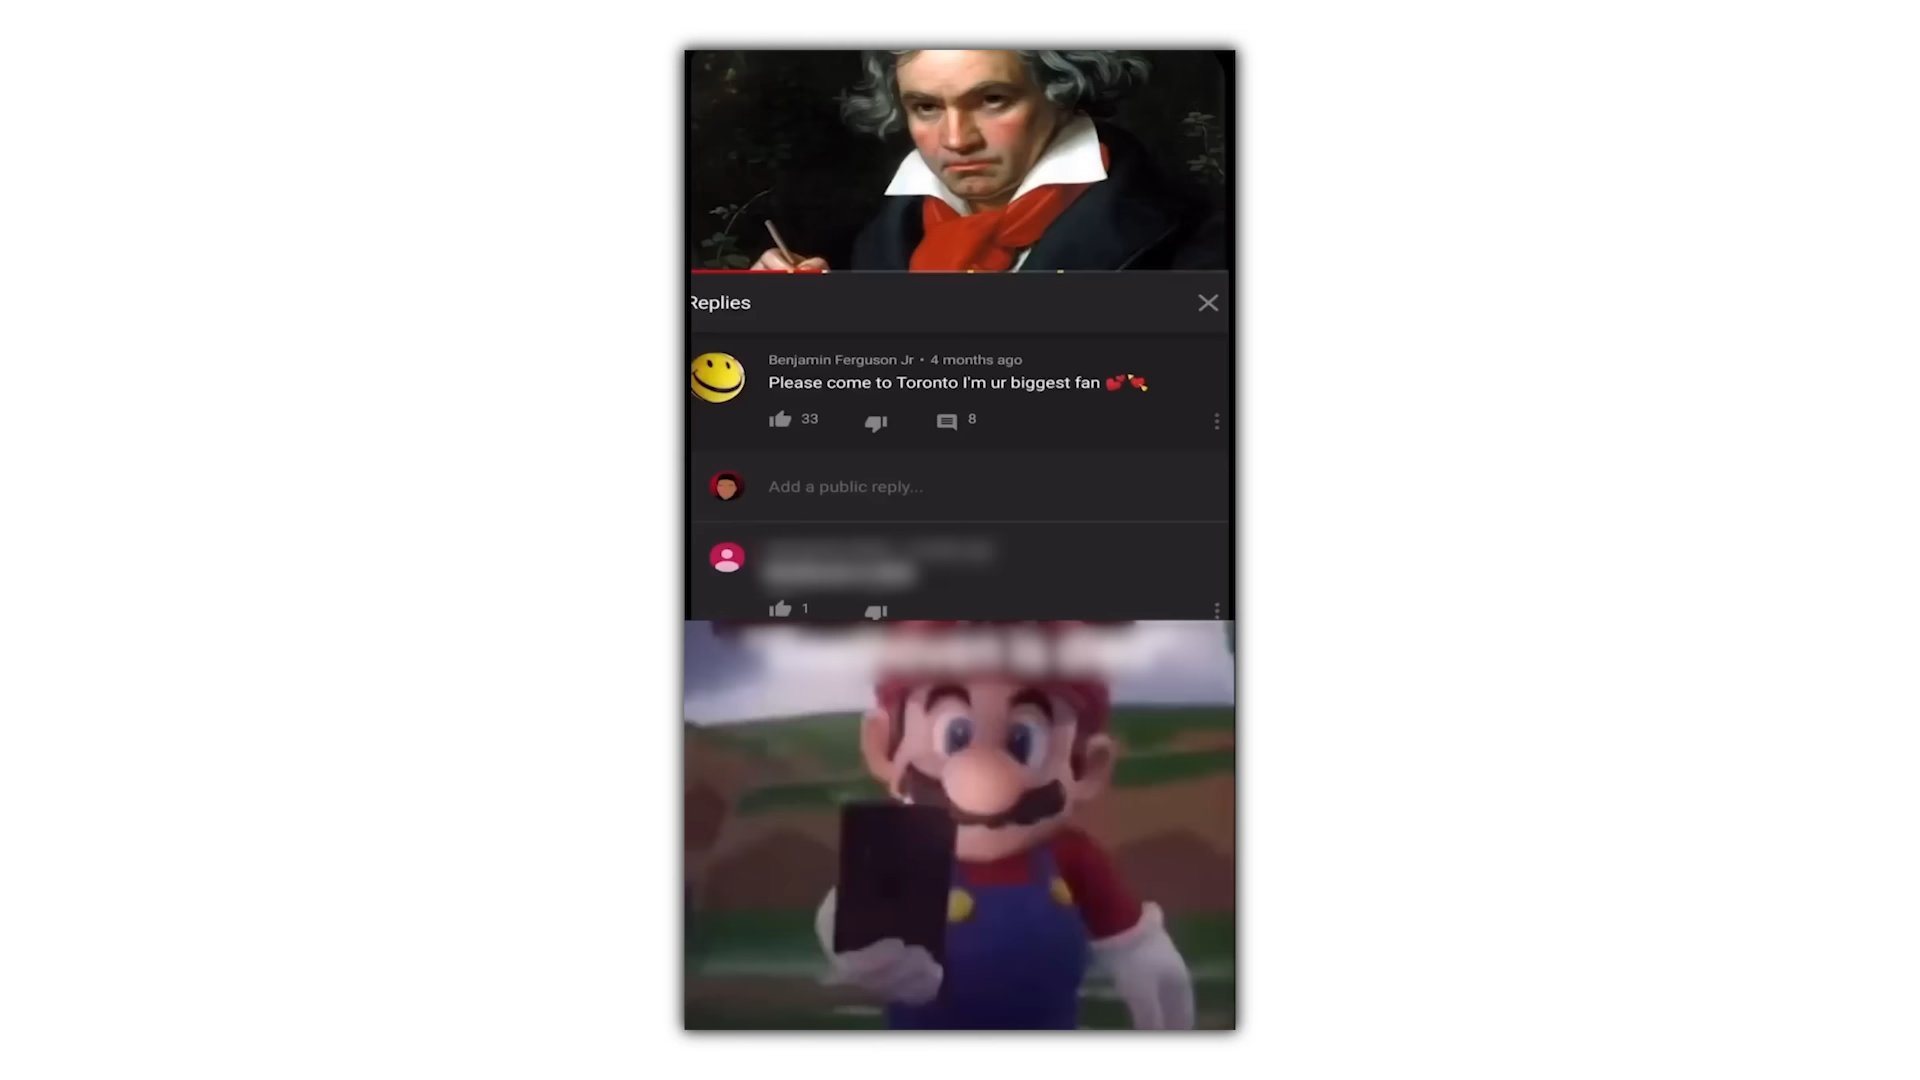 Replies
Benjamin Ferguson Jr • 4 months ago
Please come to Toronto I'm ur biggest fan 💕💘
33
8
Add a public reply...
1